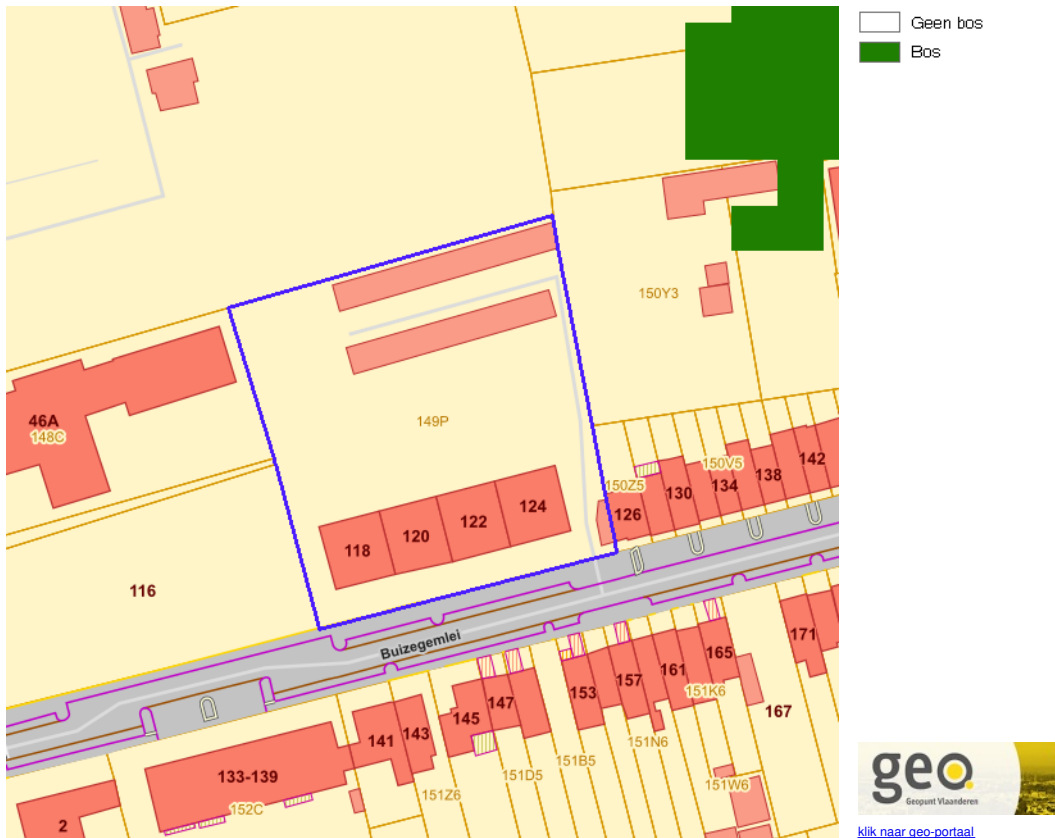 Geen bos
Bos
150Y3
46A
148C
149P
150Z5
150V5
126
130
134
138
142
118
120
122
124
116
Buizegemlei
171
165
161
157
153
151K6
167
147
145
143
141
151N6
133-139
152C
151Z6
151D5
151B5
151W6
2
geo.
Geopunt Vlaanderen
klik naar geo-portaal